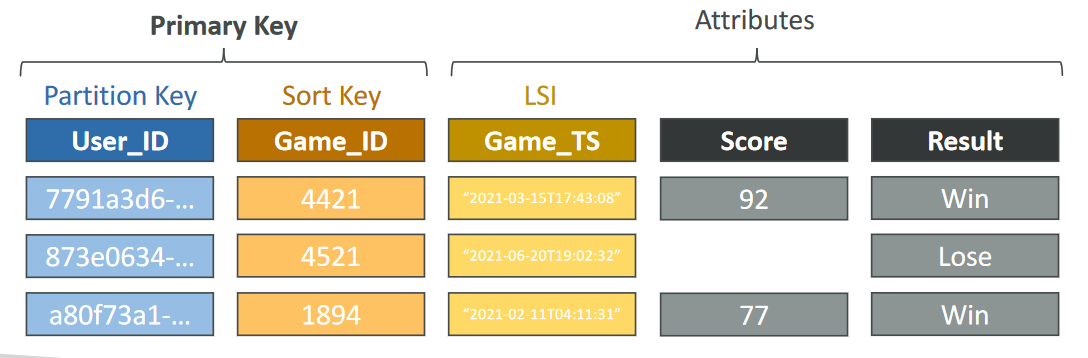 Primary Key
Attributes
Partition Key
Sort Key
LSI
User_ID
Game_ID
Game_TS
Score
Result
7791a3d6-...
4421
“2021-03-15T17:43:08”
92
Win
873e0634-...
4521
“2021-06-20T19:02:32”
Lose
a80f73a1-...
1894
“2021-02-11T04:11:31”
77
Win